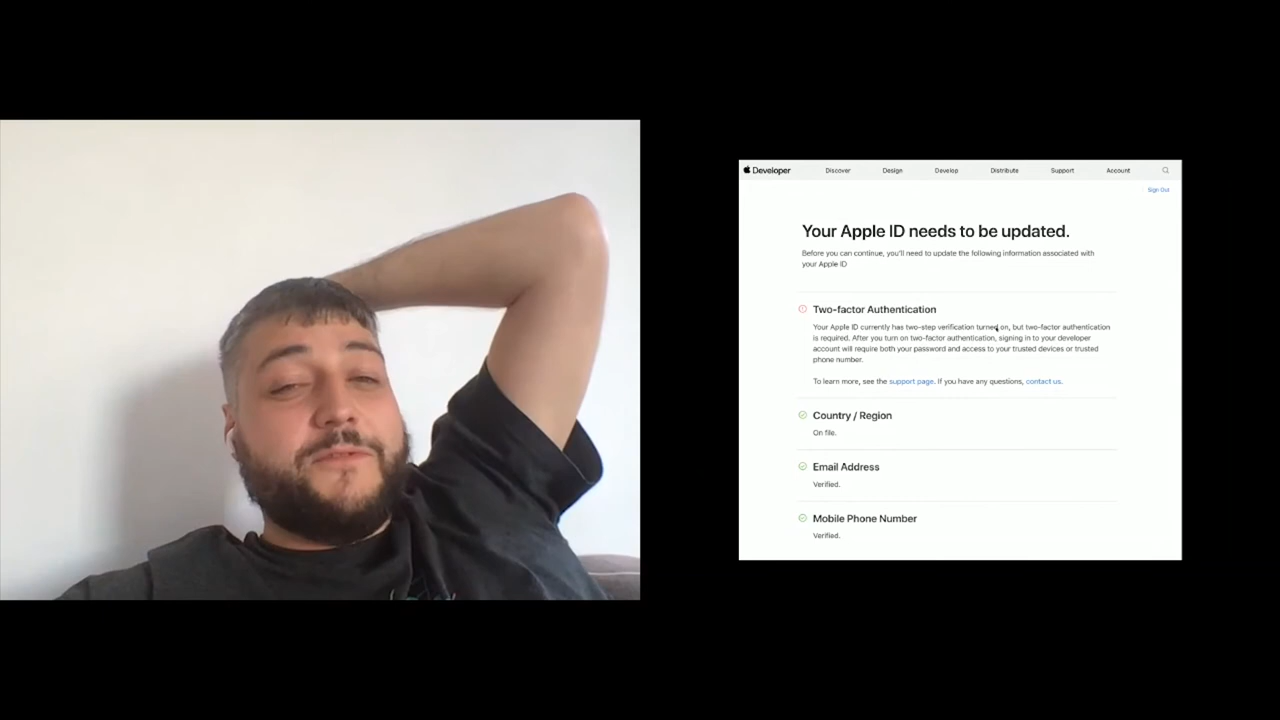 Developer
Discover
Design
Develop
Distribute
Support
Account
Sign Out
Your Apple ID needs to be updated.
Before you can continue, you'll need to update the following information associated with
your Apple ID
Two-factor Authentication
Your Apple ID currently has two-step verification turned on, but two-factor authentication
is required. After you turn on two-factor authentication, signing in to your developer
account will require both your password and access to your trusted devices or trusted
phone number.
To learn more, see the support page. If you have any questions, contact us.
Country / Region
On file.
Email Address
Verified.
Mobile Phone Number
Verified.